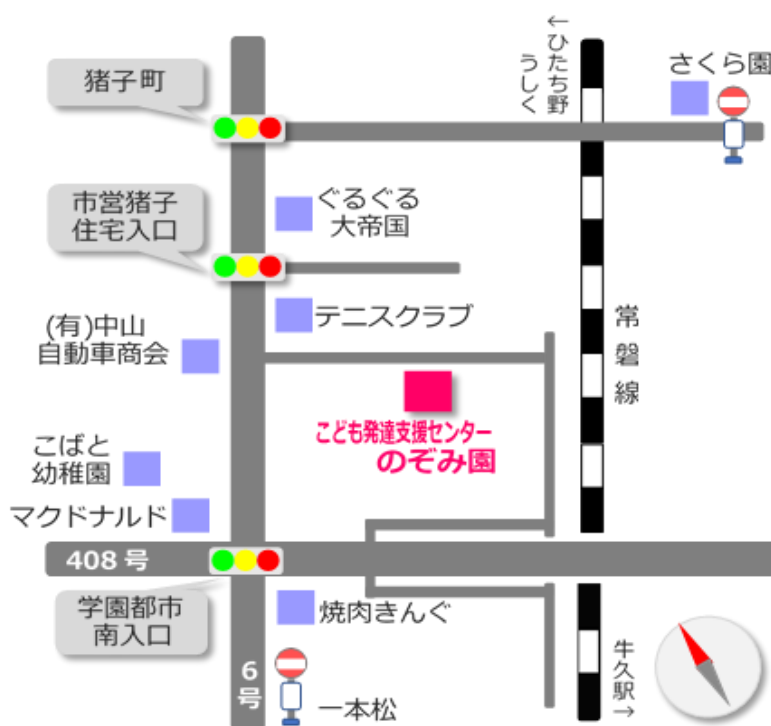 ←ひたち野
うしく
さくら園
猪子町
市営猪子
住宅入口
ぐるぐる
大帝国
テニスクラブ
(有)中山
自動車商会
常磐線
こども発達支援センター
のぞみ園
こばと
幼稚園
マクドナルド
408 号
学園都市
南入口
焼肉きんぐ
6号
一本松
牛久駅→